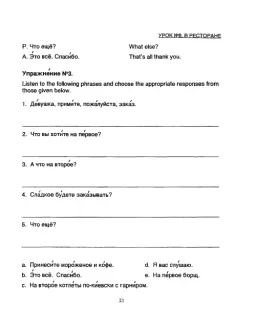 УРОК №8. В РЕСТОРАНЕ
Р. Что ещё? What else?
А. Э́то всё. Спаси́бо. That's all thank you.
Упражне́ние №3.
Listen to the following phrases and choose the appropriate responses from
those given below.
1. Де́вушка, прими́те, пожа́луйста, зака́з.
2. Что вы хоти́те на пе́рвое?
3. А что на второ́е?
4. Сла́дкое бу́дете зака́зывать?
5. Что ещё?
a. Принеси́те моро́женое и ко́фе. d. Я вас слу́шаю.
b. Э́то всё. Спаси́бо. e. На пе́рвое борщ.
c. На второ́е котле́ты по-ки́евски с гарни́ром.
31